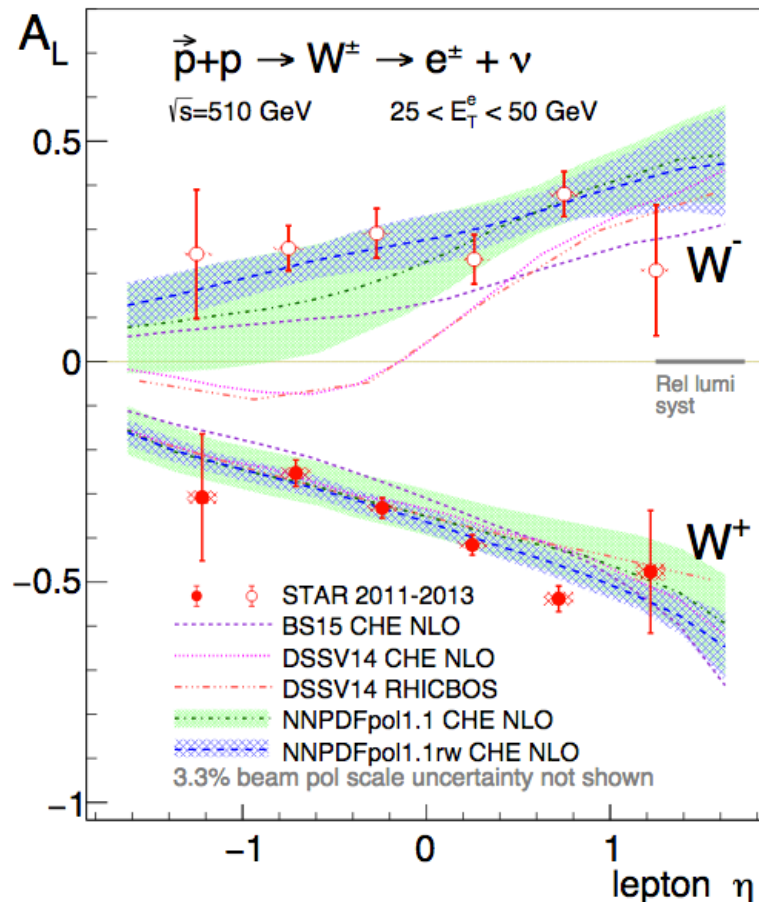 A_L
p⃗+p → W± → e± + ν
√s=510 GeV 25 < E_T^e < 50 GeV
0.5
W⁻
0
Rel lumi
syst
W⁺
−0.5
STAR 2011-2013
BS15 CHE NLO
DSSV14 CHE NLO
DSSV14 RHICBOS
NNPDFpol1.1 CHE NLO
NNPDFpol1.1rw CHE NLO
3.3% beam pol scale uncertainty not shown
−1
−1 0 1
lepton η